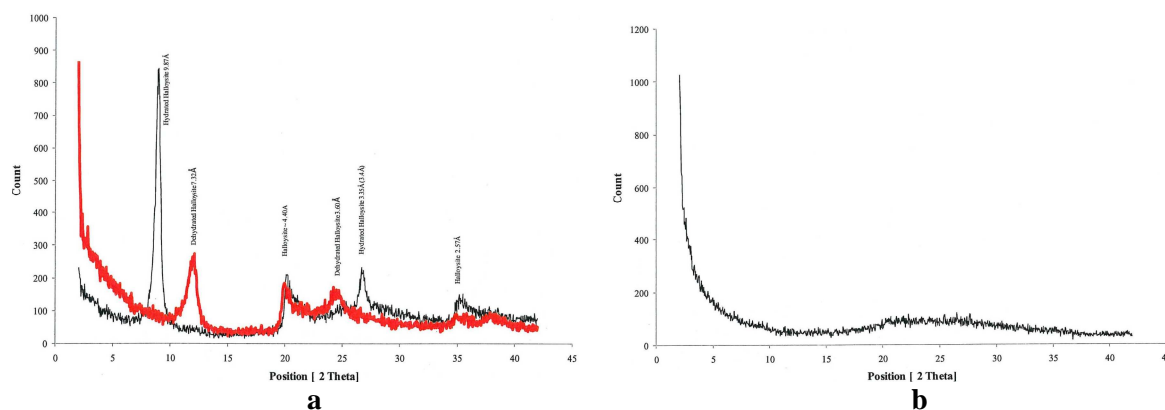 1000
900
800
700
600
500
400
300
200
100
0
Count
Hydrated Halloysite 9.87Å
Dehydrated Halloysite 7.32Å
Halloysite ~ 4.40A
Dehydrated Halloysite 3.60Å
Hydrated Halloysite 3.35Å (3.4Å)
Halloysite 2.57Å
0 5 10 15 20 25 30 35 40 45
Position [ 2 Theta]
a
1200
1000
800
600
400
200
0
Count
0 5 10 15 20 25 30 35 40
Position [ 2 Theta]
b